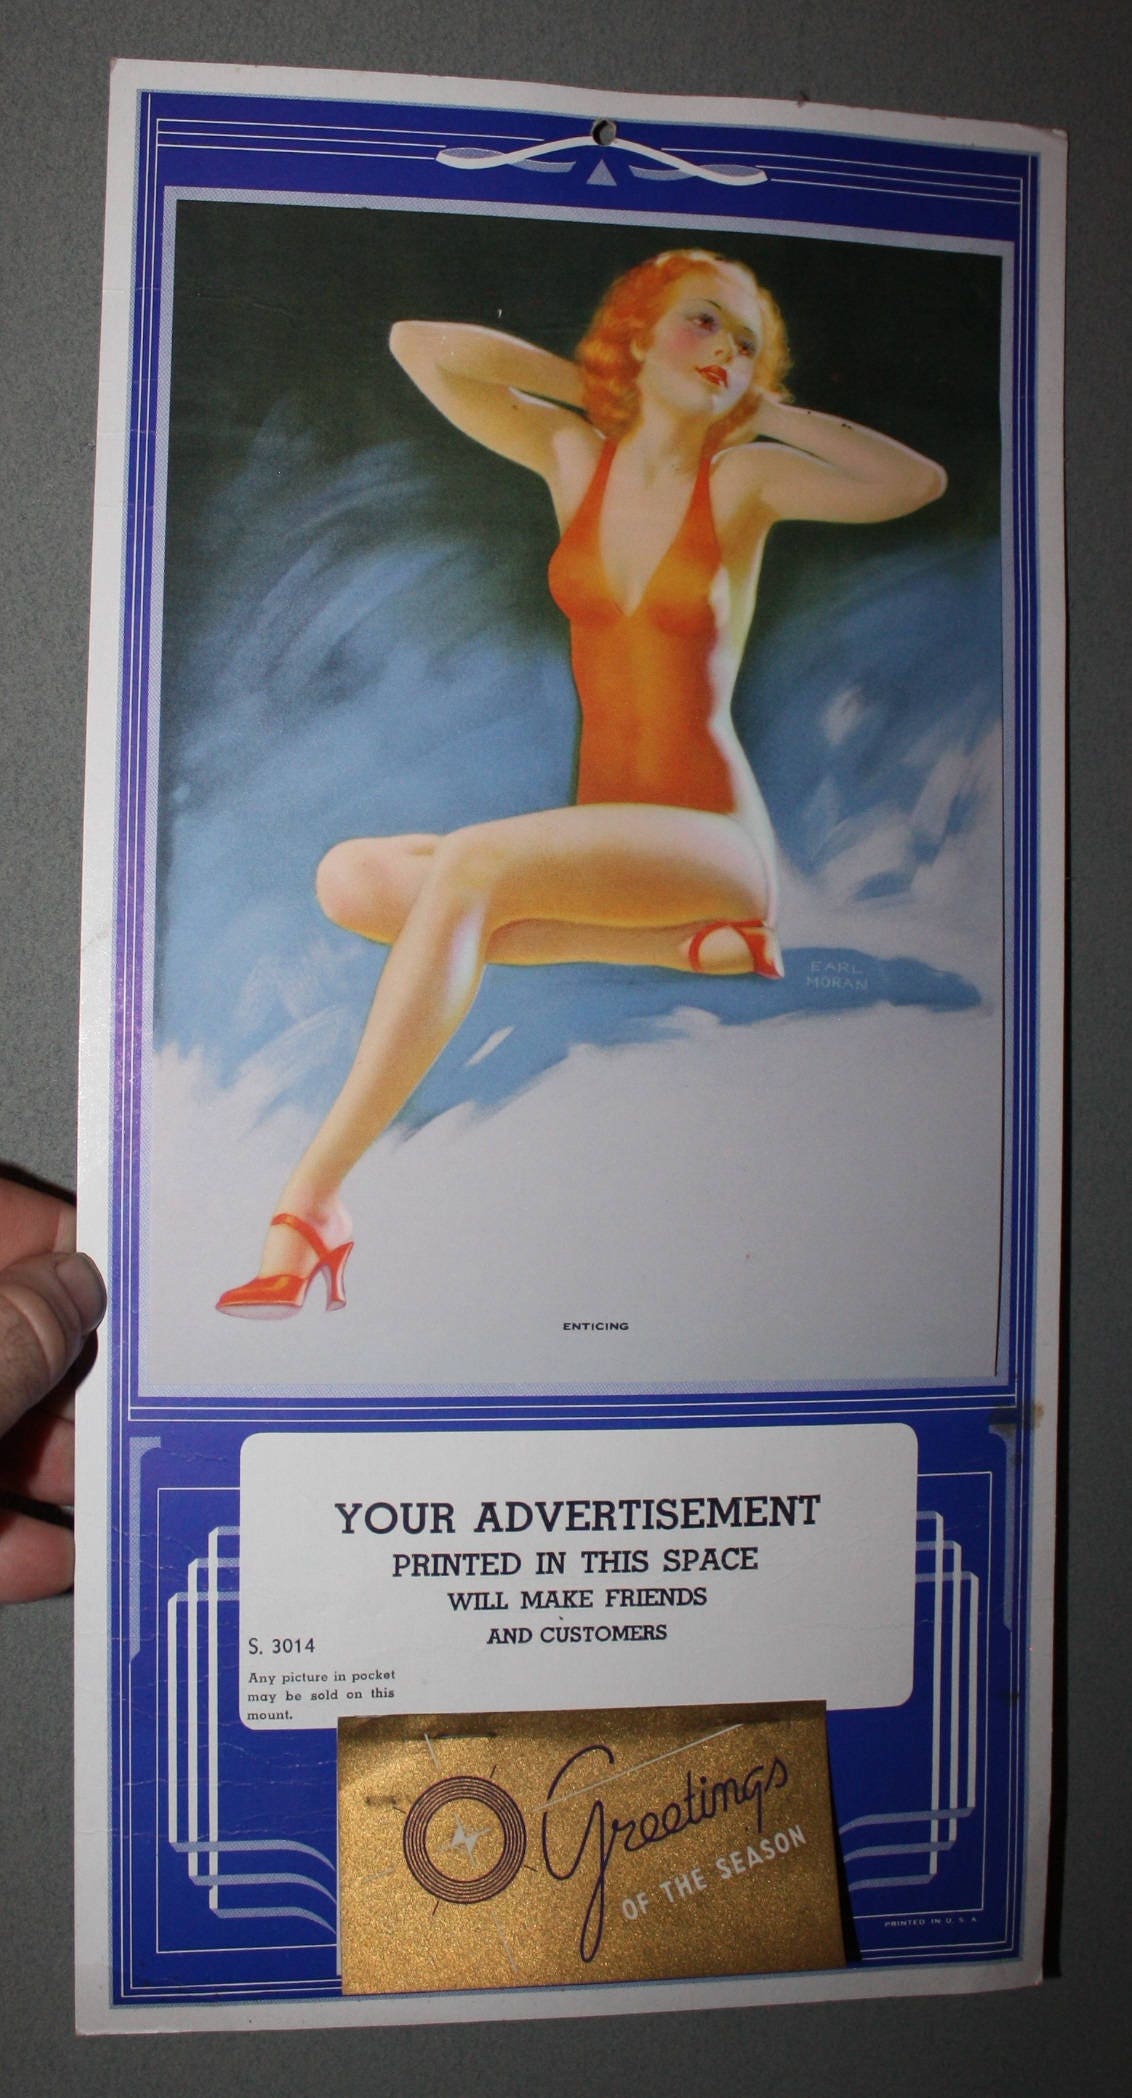 EARL
MORAN
ENTICING
YOUR ADVERTISEMENT
PRINTED IN THIS SPACE
WILL MAKE FRIENDS
AND CUSTOMERS
S. 3014
Any picture in pocket
may be sold on this
mount.
Greetings
OF THE SEASON
PRINTED IN U. S. A